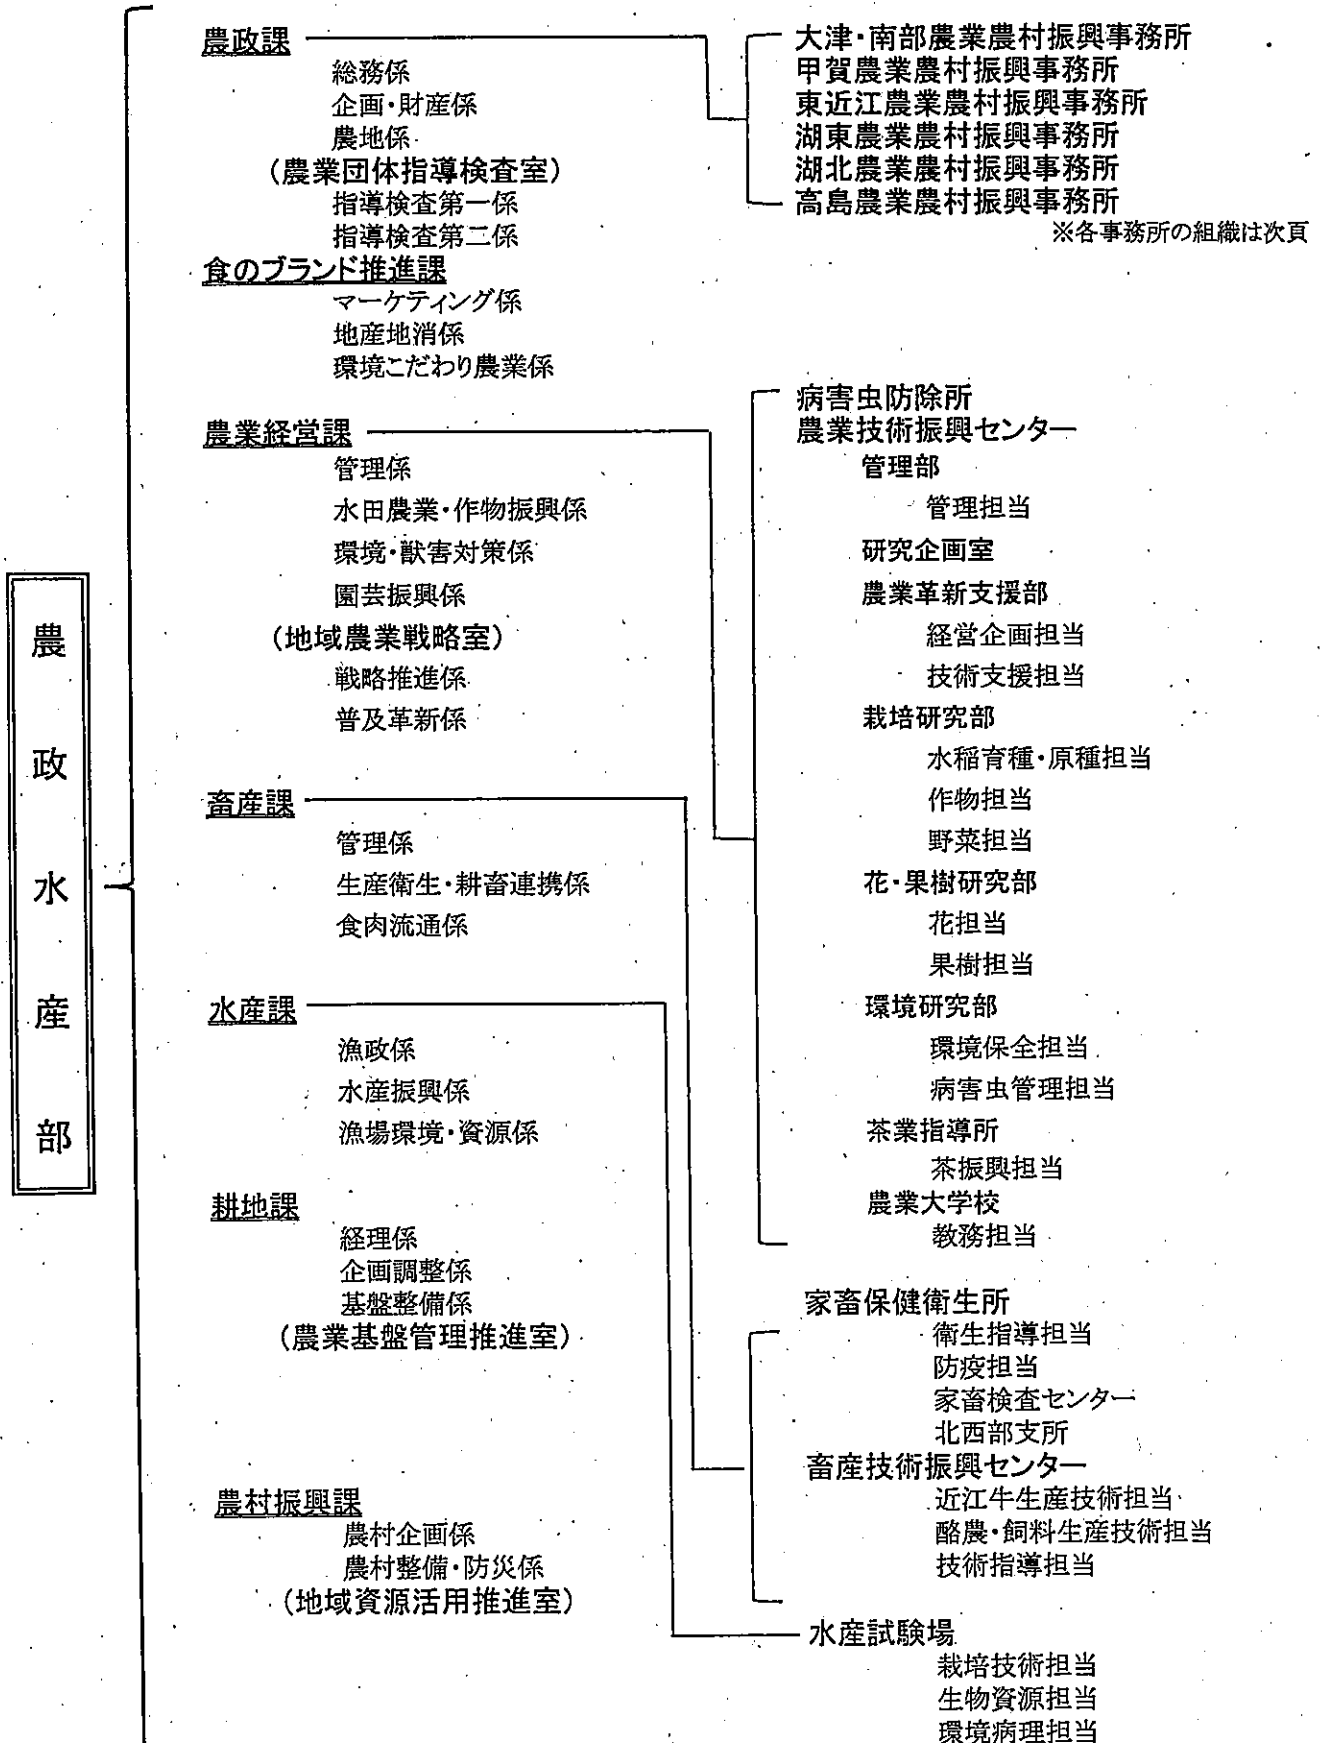 農政水産部
農政課
総務係
企画・財産係
農地係
（農業団体指導検査室）
指導検査第一係
指導検査第二係
食のブランド推進課
マーケティング係
地産地消係
環境こだわり農業係
農業経営課
管理係
水田農業・作物振興係
環境・獣害対策係
園芸振興係
（地域農業戦略室）
戦略推進係
普及革新係
畜産課
管理係
生産衛生・耕畜連携係
食肉流通係
水産課
漁政係
水産振興係
漁場環境・資源係
耕地課
経理係
企画調整係
基盤整備係
（農業基盤管理推進室）
農村振興課
農村企画係
農村整備・防災係
（地域資源活用推進室）
大津・南部農業農村振興事務所
甲賀農業農村振興事務所
東近江農業農村振興事務所
湖東農業農村振興事務所
湖北農業農村振興事務所
高島農業農村振興事務所
※各事務所の組織は次頁
病害虫防除所
農業技術振興センター
管理部
管理担当
研究企画室
農業革新支援部
経営企画担当
技術支援担当
栽培研究部
水稲育種・原種担当
作物担当
野菜担当
花・果樹研究部
花担当
果樹担当
環境研究部
環境保全担当
病害虫管理担当
茶業指導所
茶振興担当
農業大学校
教務担当
家畜保健衛生所
衛生指導担当
防疫担当
家畜検査センター
北西部支所
畜産技術振興センター
近江牛生産技術担当
酪農・飼料生産技術担当
技術指導担当
水産試験場
栽培技術担当
生物資源担当
環境病理担当